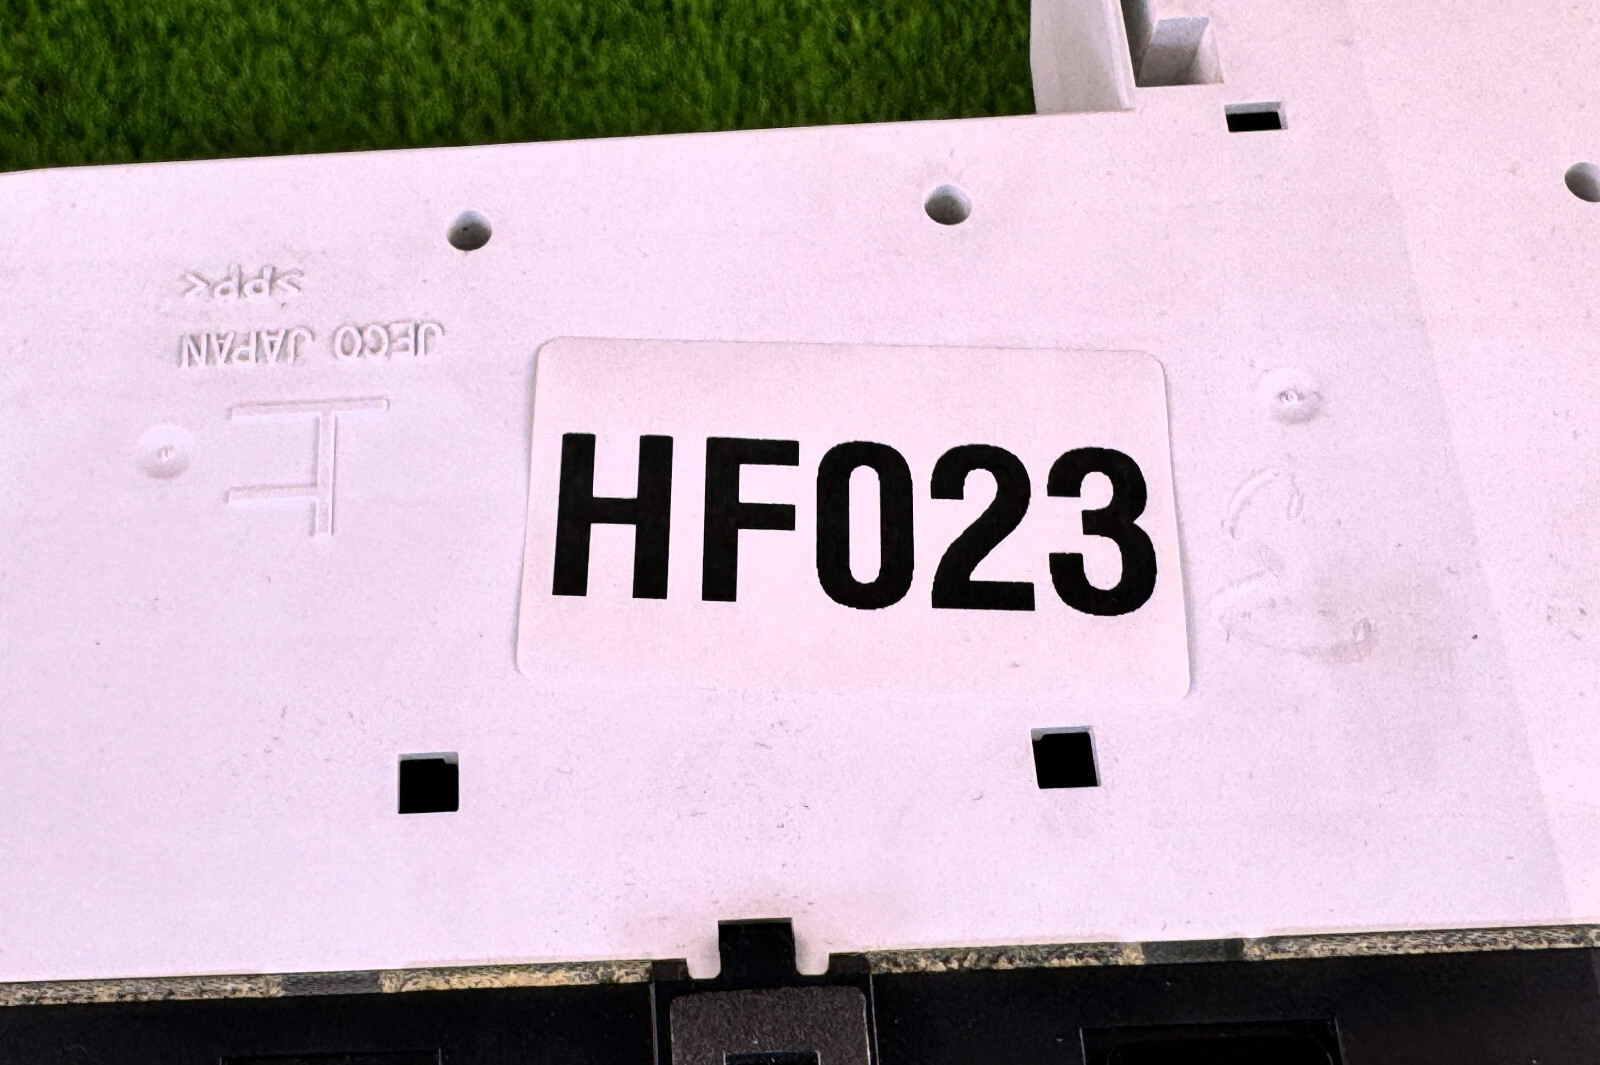 >PP<
JECO JAPAN
HF023